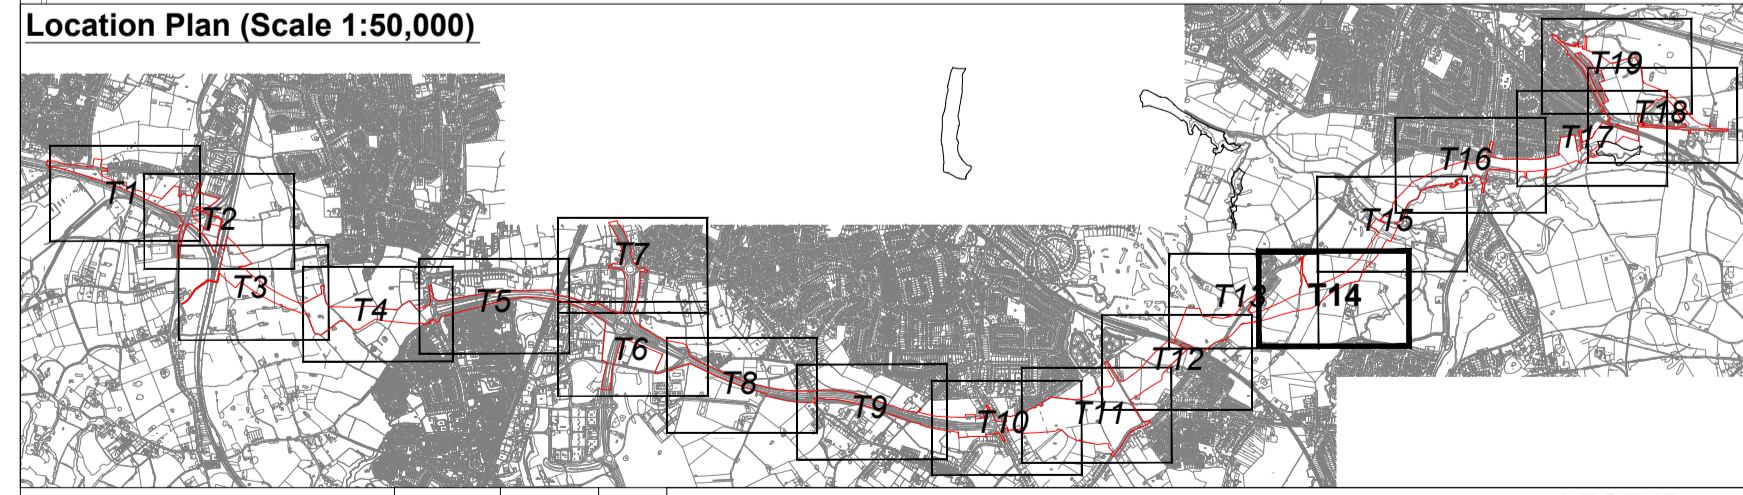 Location Plan (Scale 1:50,000)
T1
T2
T3
T4
T5
T6
T7
T8
T9
T10
T11
T12
T13
T14
T15
T16
T17
T18
T19